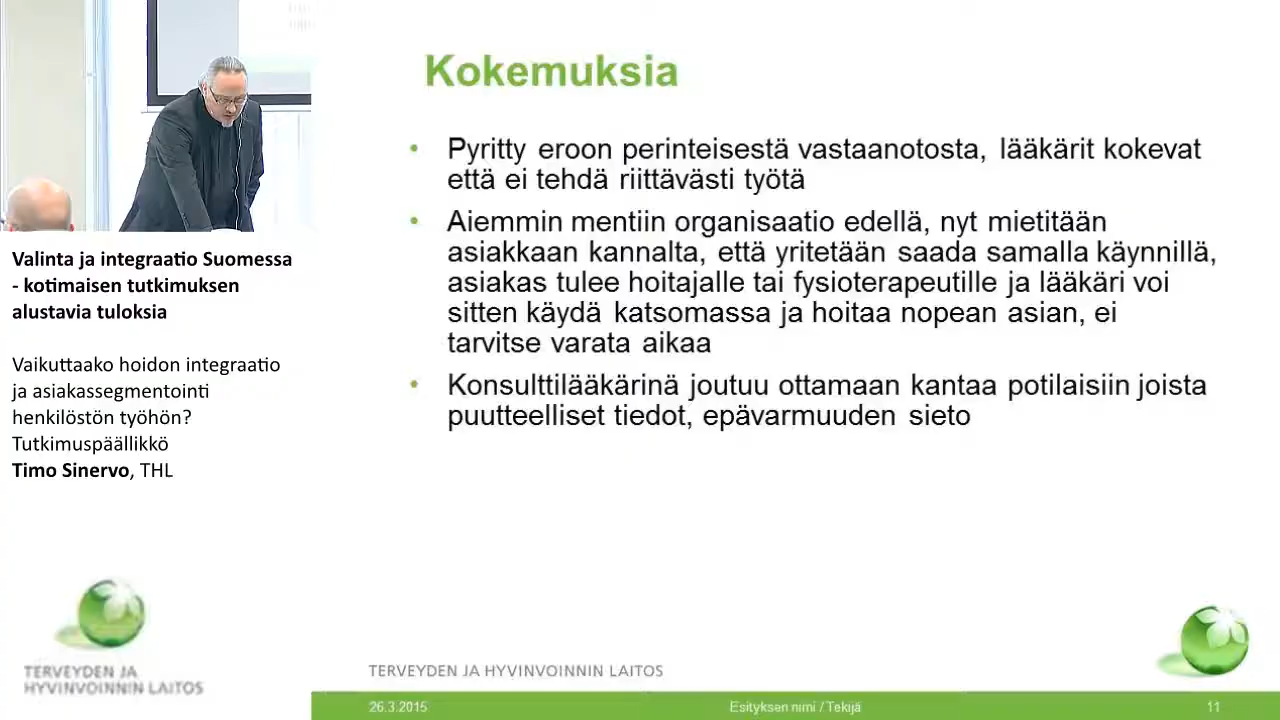 Kokemuksia
• Pyritty eroon perinteisestä vastaanotosta, lääkärit kokevat
että ei tehdä riittävästi työtä
• Aiemmin mentiin organisaatio edellä, nyt mietitään
asiakkaan kannalta, että yritetään saada samalla käynnillä,
asiakas tulee hoitajalle tai fysioterapeutille ja lääkäri voi
sitten käydä katsomassa ja hoitaa nopean asian, ei
tarvitse varata aikaa
• Konsulttilääkärinä joutuu ottamaan kantaa potilaisiin joista
puutteelliset tiedot, epävarmuuden sieto
Valinta ja integraatio Suomessa
- kotimaisen tutkimuksen
alustavia tuloksia
Vaikuttaako hoidon integraatio
ja asiakassegmentointi
henkilöstön työhön?
Tutkimuspäällikkö
Timo Sinervo, THL
TERVEYDEN JA
HYVINVOINNIN LAITOS
TERVEYDEN JA HYVINVOINNIN LAITOS
26.3.2015
Esityksen nimi / Tekijä
11